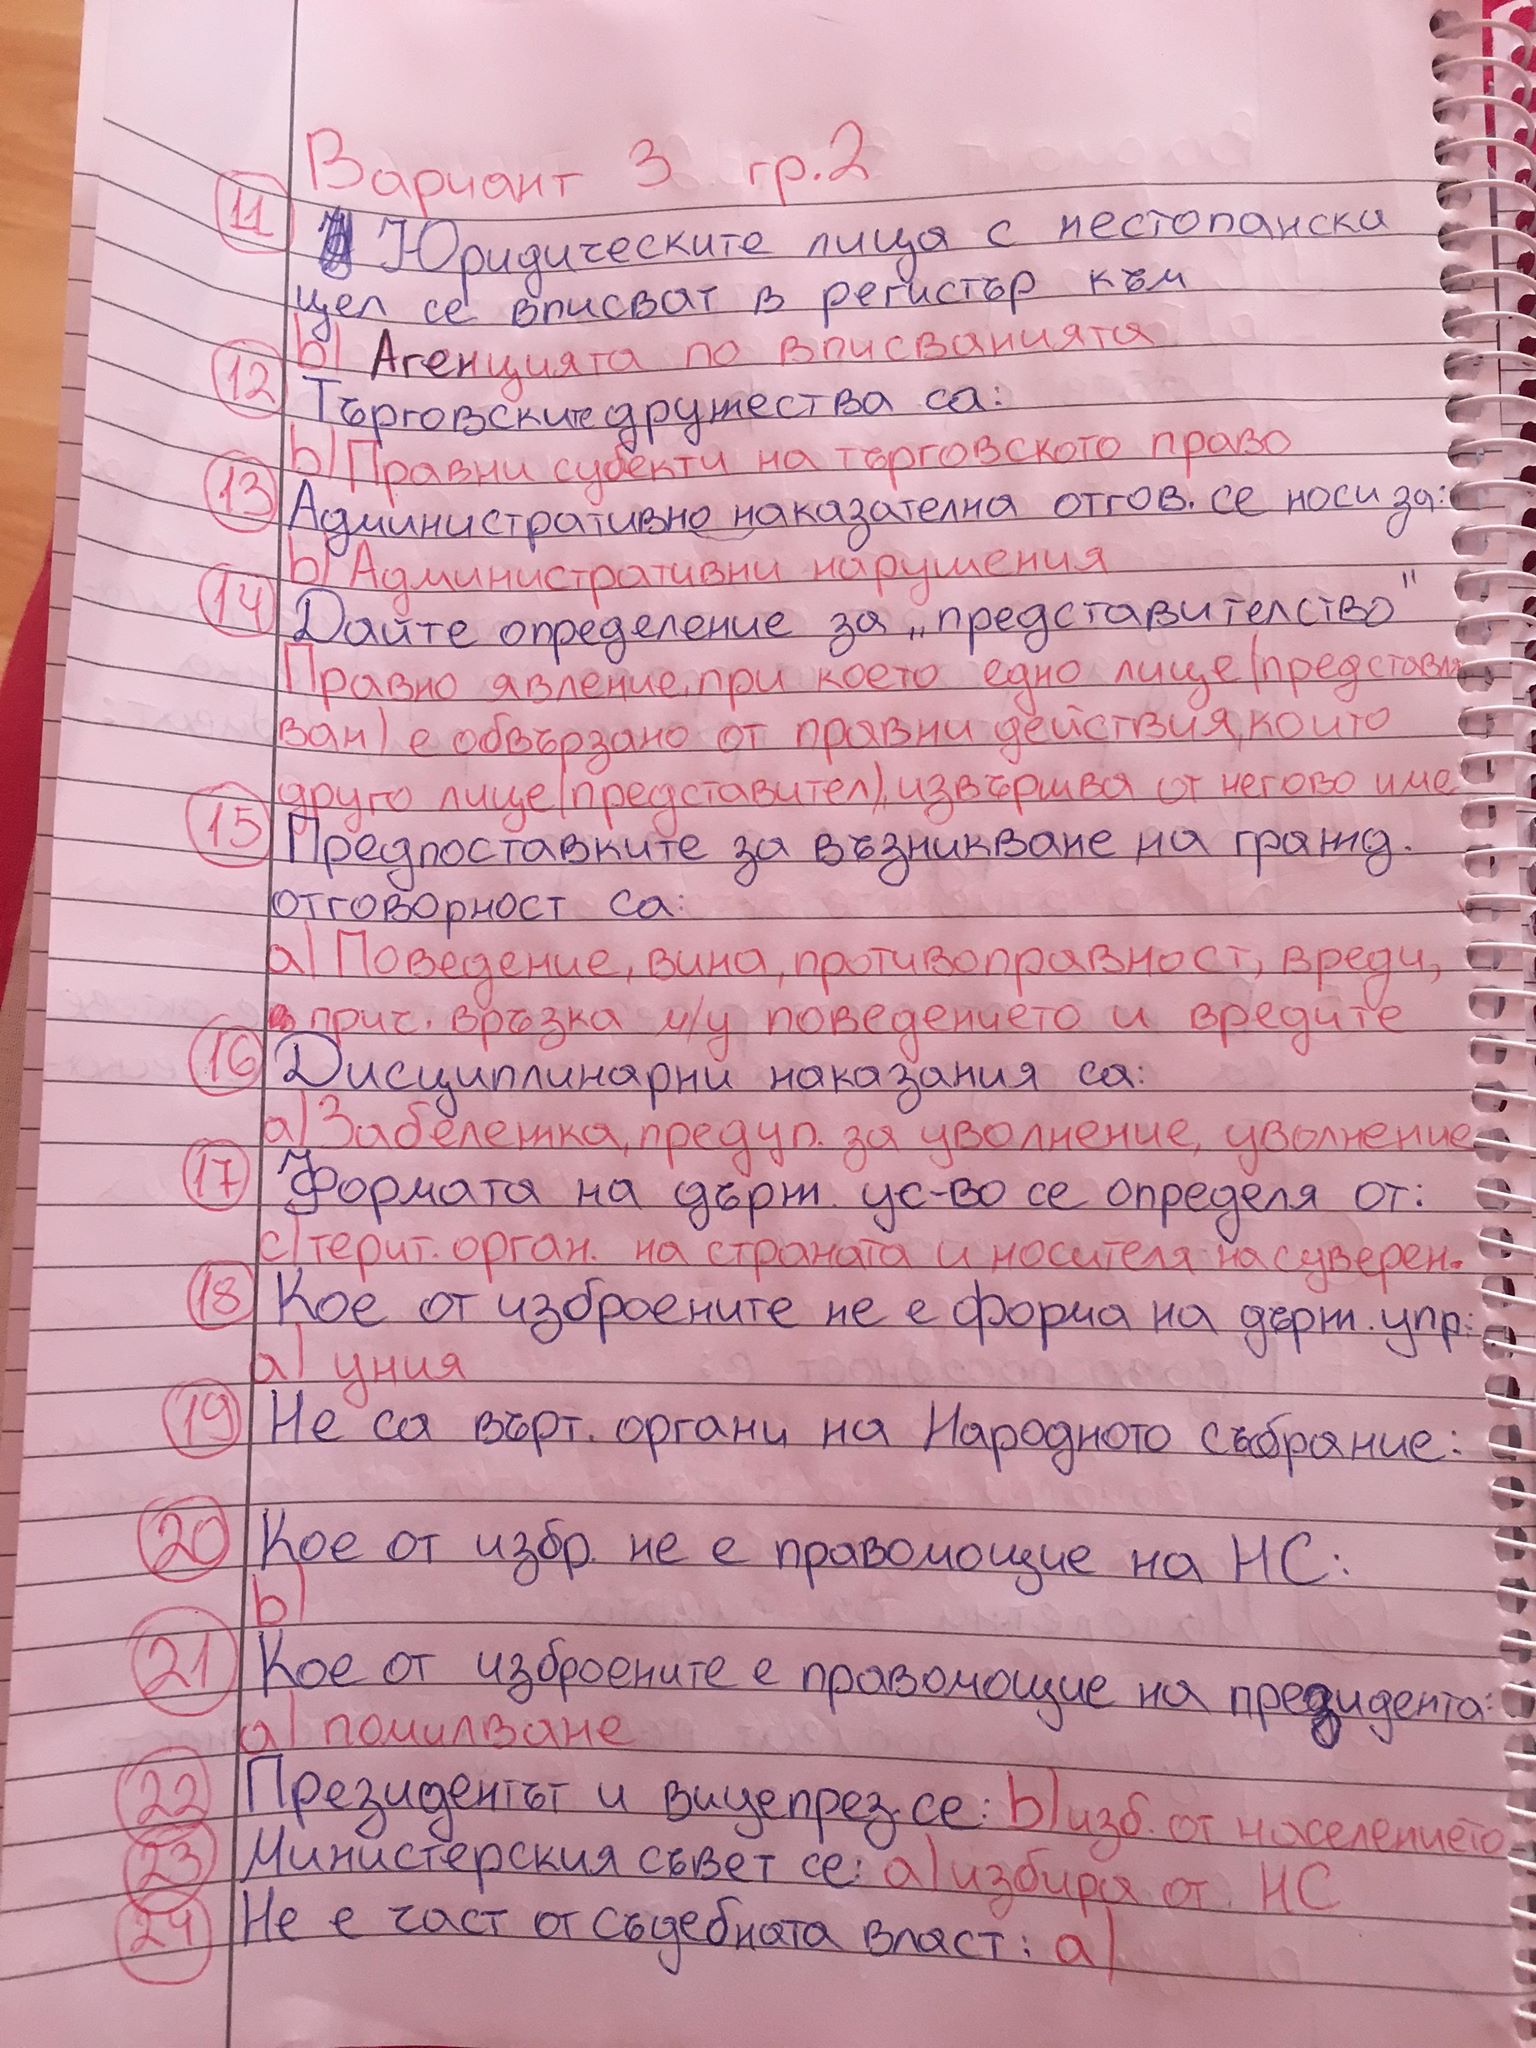 Вариант 3 гр.2
11 Юридическите лица с нестопанска
цел се вписват в регистър към
b) Агенцията по вписванията
12 Търговските дружества са:
b) Правни субекти на търговското право
13 Административно наказателна отгов. се носи за:
b) Административни нарушения
14 Дайте определение за „представителство"
Правно явление, при което едно лице (представля
ван) е обвързано от правни действия, които
друго лице (представител), извършва от негово име
15 Предпоставките за възникване на гражд.
отговорност са:
а) Поведение, вина, противоправност, вреди,
прич. връзка м/у поведението и вредите
16 Дисциплинарни наказания са:
а) Забележка, предуп. за уволнение, уволнение
17 Формата на държ. ус-во се определя от:
c) терит. орган. на страната и носителя на суверен.
18 Кое от изброените не е форма на държ. упр:
а) уния
19 Не са вътр. органи на Народното събрание:
20 Кое от избр. не е правомощие на НС:
b)
21 Кое от изброените е правомощие на президента:
а) помилване
22 Президентът и вицепрез. се: b) изб. от населението
23 Министерския съвет се: а) избира от НС
24 Не е част от съдебната власт: а)